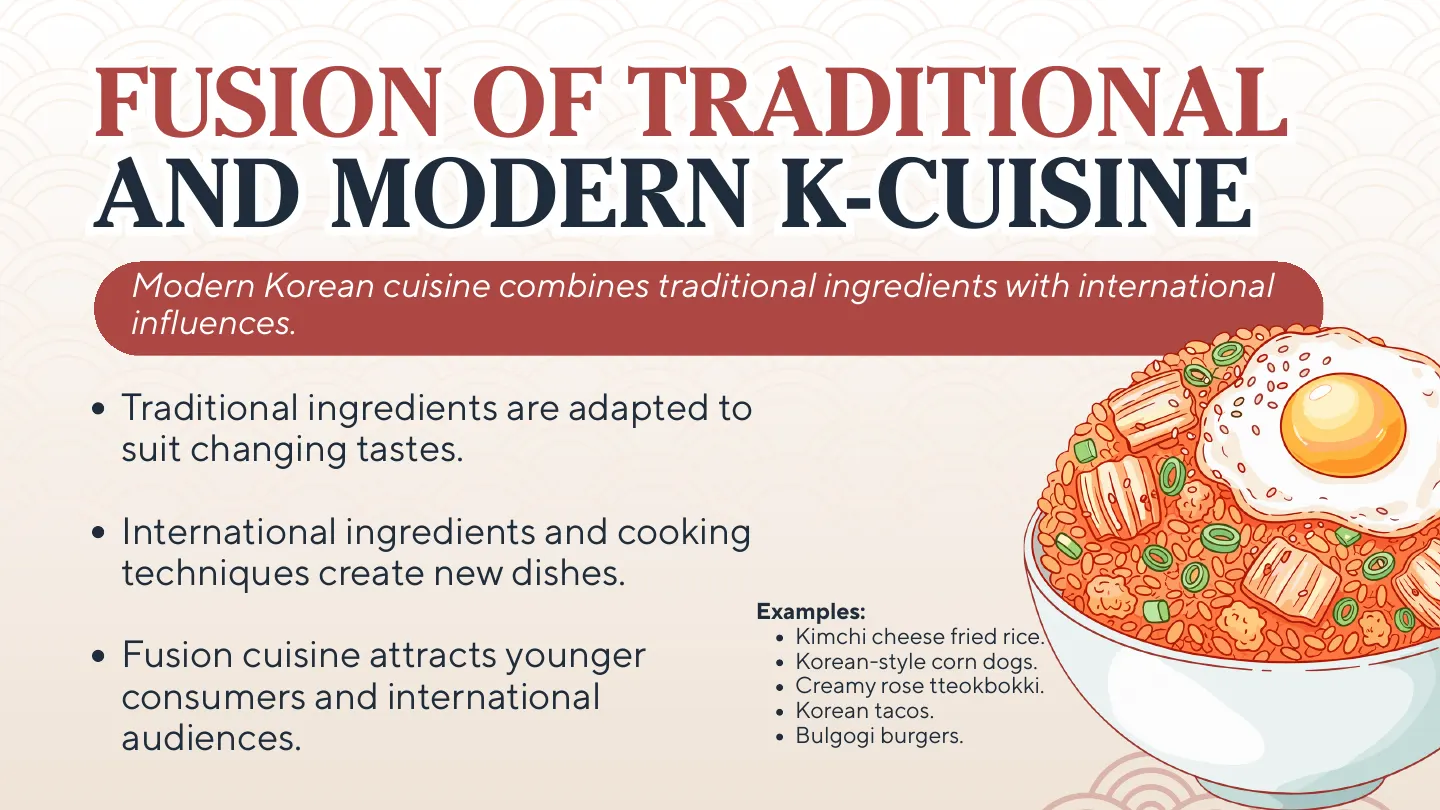 FUSION OF TRADITIONAL
AND MODERN K-CUISINE
Modern Korean cuisine combines traditional ingredients with international
influences.
• Traditional ingredients are adapted to
suit changing tastes.
• International ingredients and cooking
techniques create new dishes.
• Fusion cuisine attracts younger
consumers and international
audiences.
Examples:
• Kimchi cheese fried rice.
• Korean-style corn dogs.
• Creamy rose tteokbokki.
• Korean tacos.
• Bulgogi burgers.